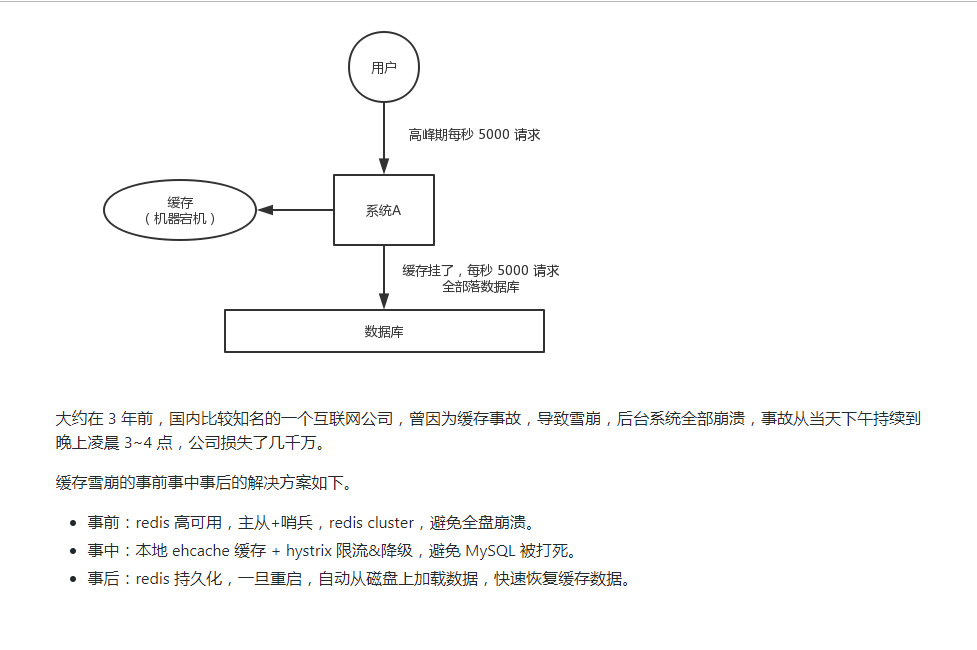 用户
高峰期每秒 5000 请求
缓存
（机器宕机）
系统A
缓存挂了，每秒 5000 请求
全部落数据库
数据库
大约在 3 年前，国内比较知名的一个互联网公司，曾因为缓存事故，导致雪崩，后台系统全部崩溃，事故从当天下午持续到
晚上凌晨 3~4 点，公司损失了几千万。
缓存雪崩的事前事中事后的解决方案如下。
• 事前：redis 高可用，主从+哨兵，redis cluster，避免全盘崩溃。
• 事中：本地 ehcache 缓存 + hystrix 限流&降级，避免 MySQL 被打死。
• 事后：redis 持久化，一旦重启，自动从磁盘上加载数据，快速恢复缓存数据。